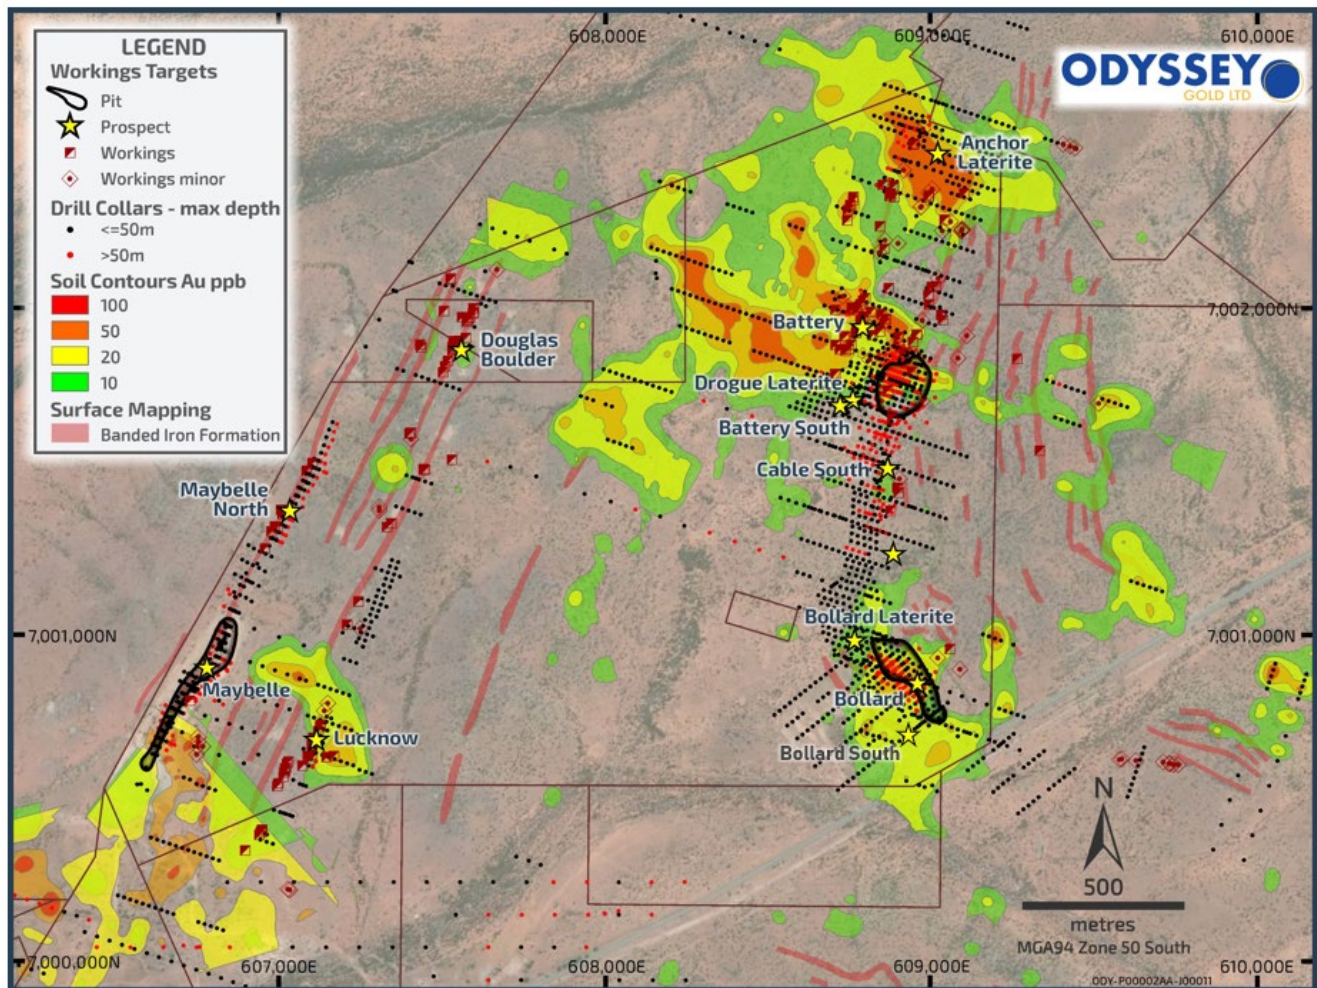 LEGEND
Workings Targets
Pit
Prospect
Workings
Workings minor
Drill Collars - max depth
<=50m
>50m
Soil Contours Au ppb
100
50
20
10
Surface Mapping
Banded Iron Formation
608,000E
609,000E
610,000E
ODYSSEY
GOLD LTD
Anchor
Laterite
7,002,000N
Battery
Douglas
Boulder
Drogue Laterite
Battery South
Cable South
Maybelle
North
Bollard Laterite
7,001,000N
7,001,000N
Maybelle
Bollard
Lucknow
Bollard South
N
500
metres
MGA94 Zone 50 South
7,000,000N
607,000E
608,000E
609,000E
610,000E
ODY-P00002AA-J00011